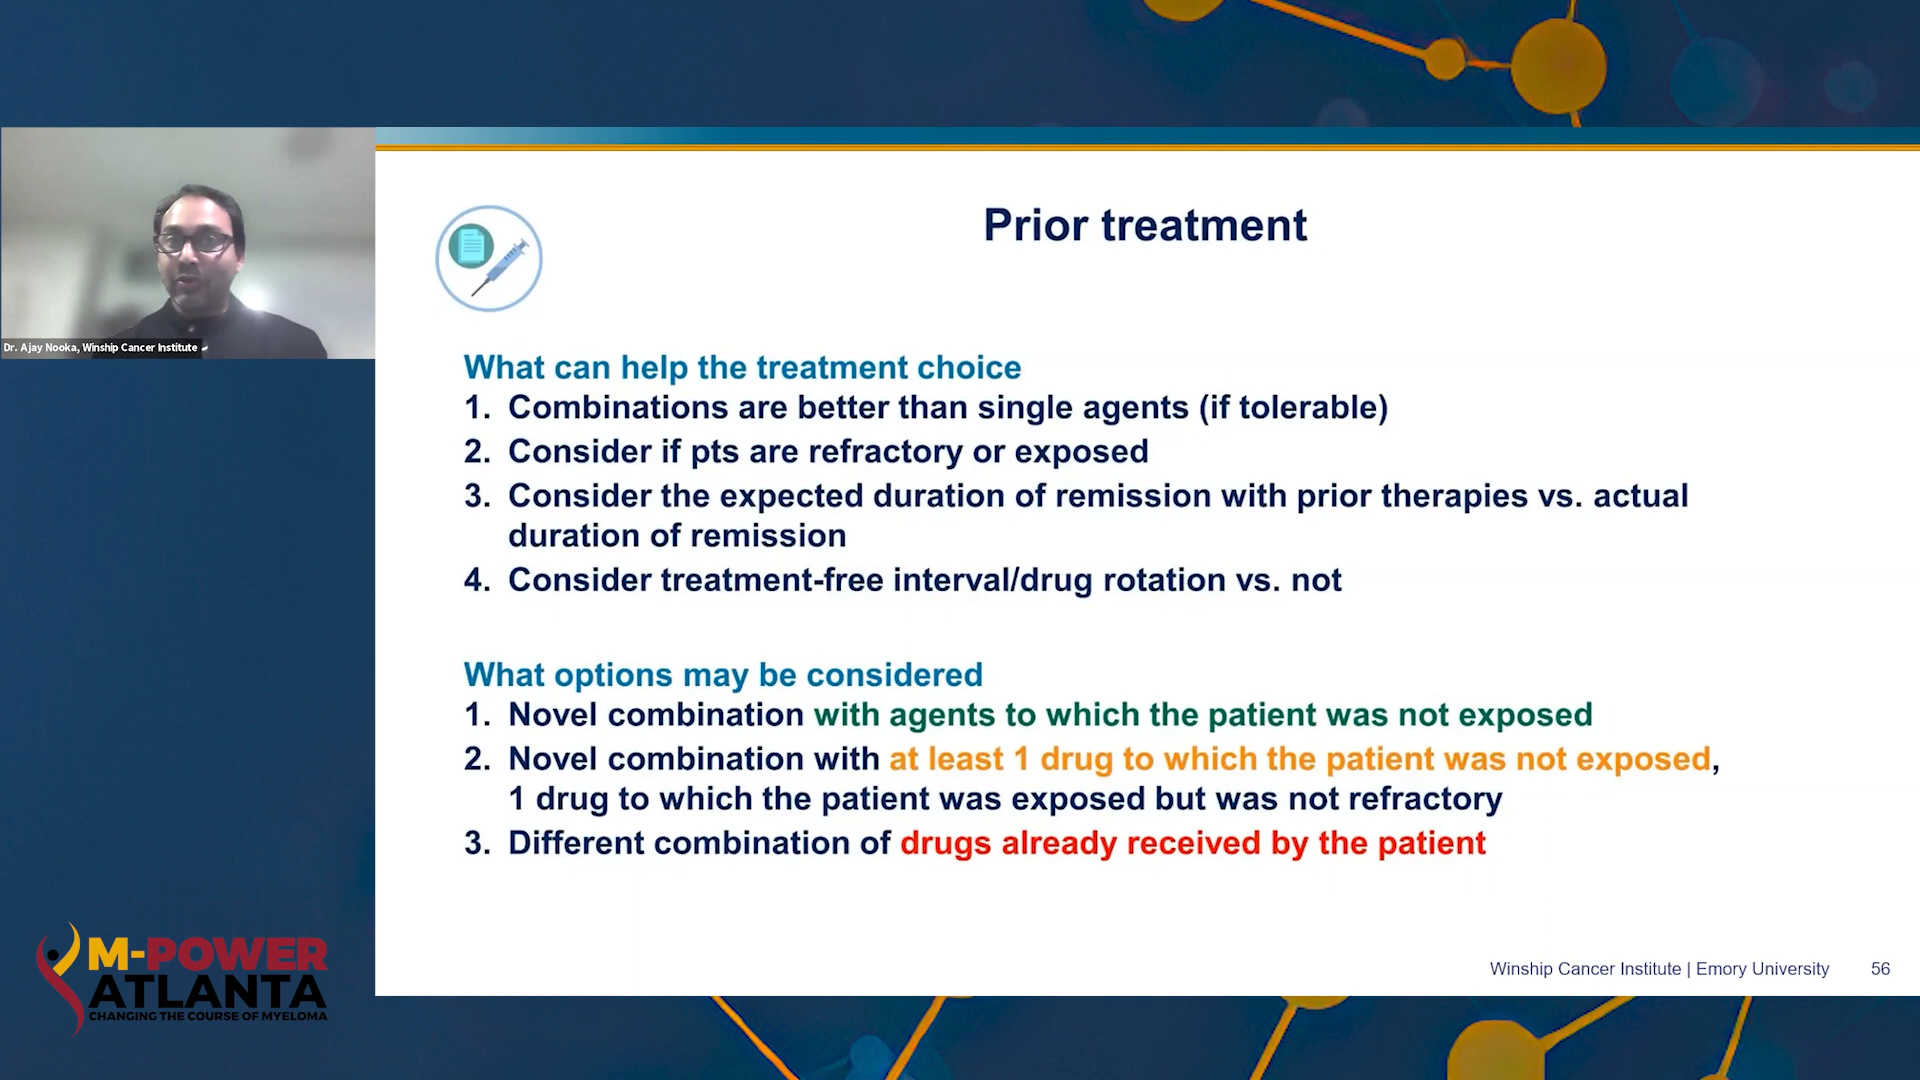 Dr. Ajay Nooka, Winship Cancer Institute
Prior treatment
What can help the treatment choice
1. Combinations are better than single agents (if tolerable)
2. Consider if pts are refractory or exposed
3. Consider the expected duration of remission with prior therapies vs. actual
duration of remission
4. Consider treatment-free interval/drug rotation vs. not
What options may be considered
1. Novel combination with agents to which the patient was not exposed
2. Novel combination with at least 1 drug to which the patient was not exposed,
1 drug to which the patient was exposed but was not refractory
3. Different combination of drugs already received by the patient
Winship Cancer Institute | Emory University 56
M-POWER
ATLANTA
CHANGING THE COURSE OF MYELOMA